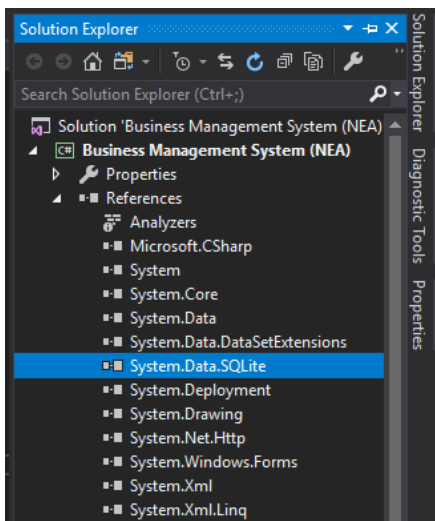 Solution Explorer
Search Solution Explorer (Ctrl+;)
Solution 'Business Management System (NEA)
C# Business Management System (NEA)
Properties
References
Analyzers
Microsoft.CSharp
System
System.Core
System.Data
System.Data.DataSetExtensions
System.Data.SQLite
System.Deployment
System.Drawing
System.Net.Http
System.Windows.Forms
System.Xml
System.Xml.Linq
Solution Explorer
Diagnostic Tools
Properties